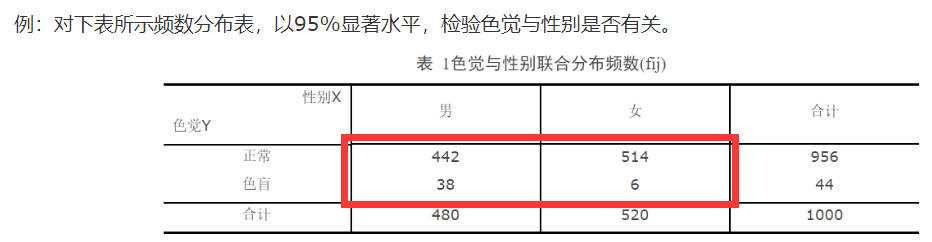 例：对下表所示频数分布表，以95%显著水平，检验色觉与性别是否有关。
表 1色觉与性别联合分布频数(fij)
性别X
色觉Y
男 女 合计
正常 442 514 956
色盲 38 6 44
合计 480 520 1000